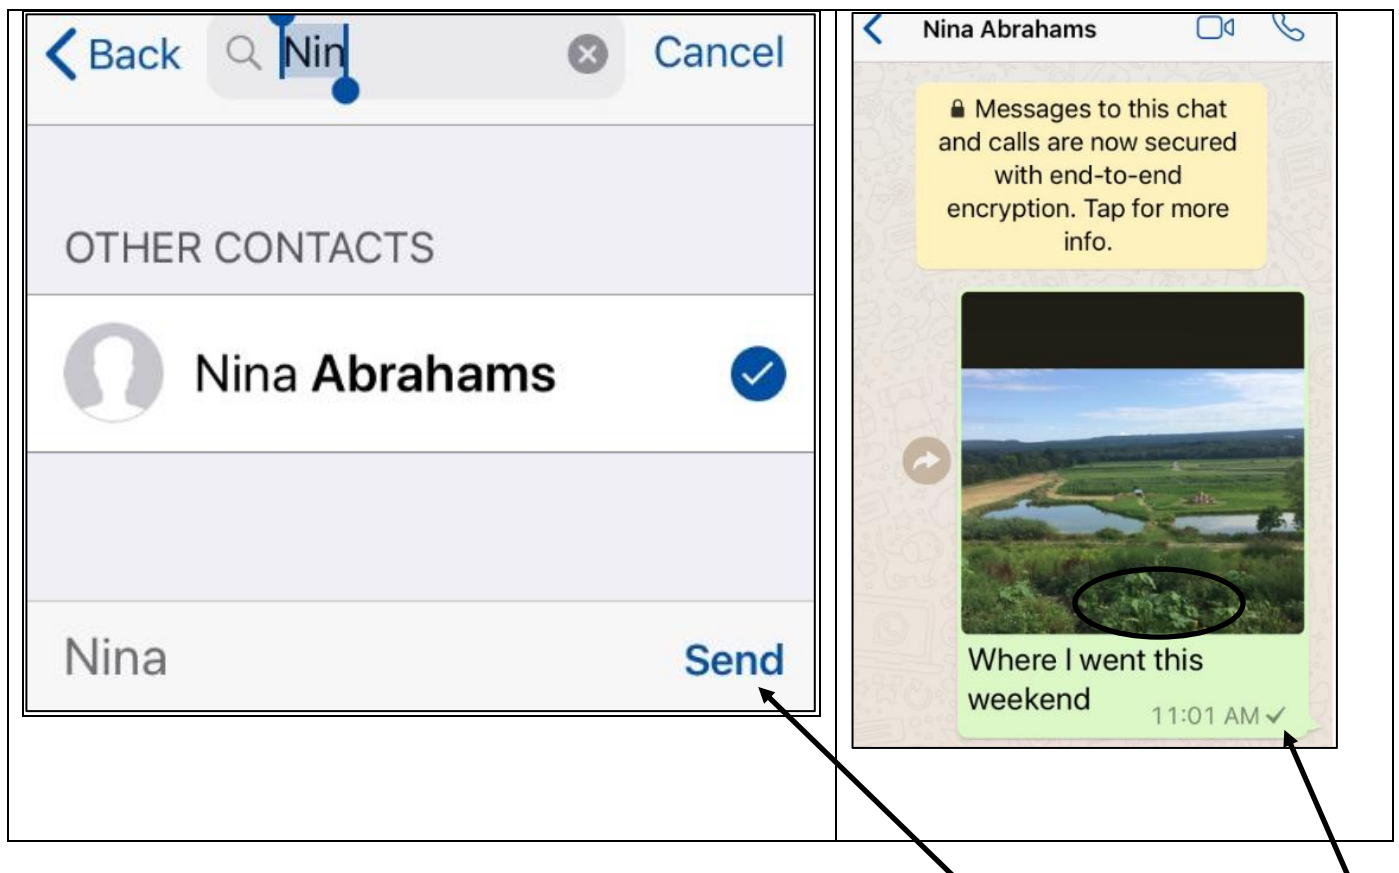 Back Nin Cancel
OTHER CONTACTS
Nina Abrahams
Nina Send
Nina Abrahams
Messages to this chat
and calls are now secured
with end-to-end
encryption. Tap for more
info.
Where I went this
weekend
11:01 AM